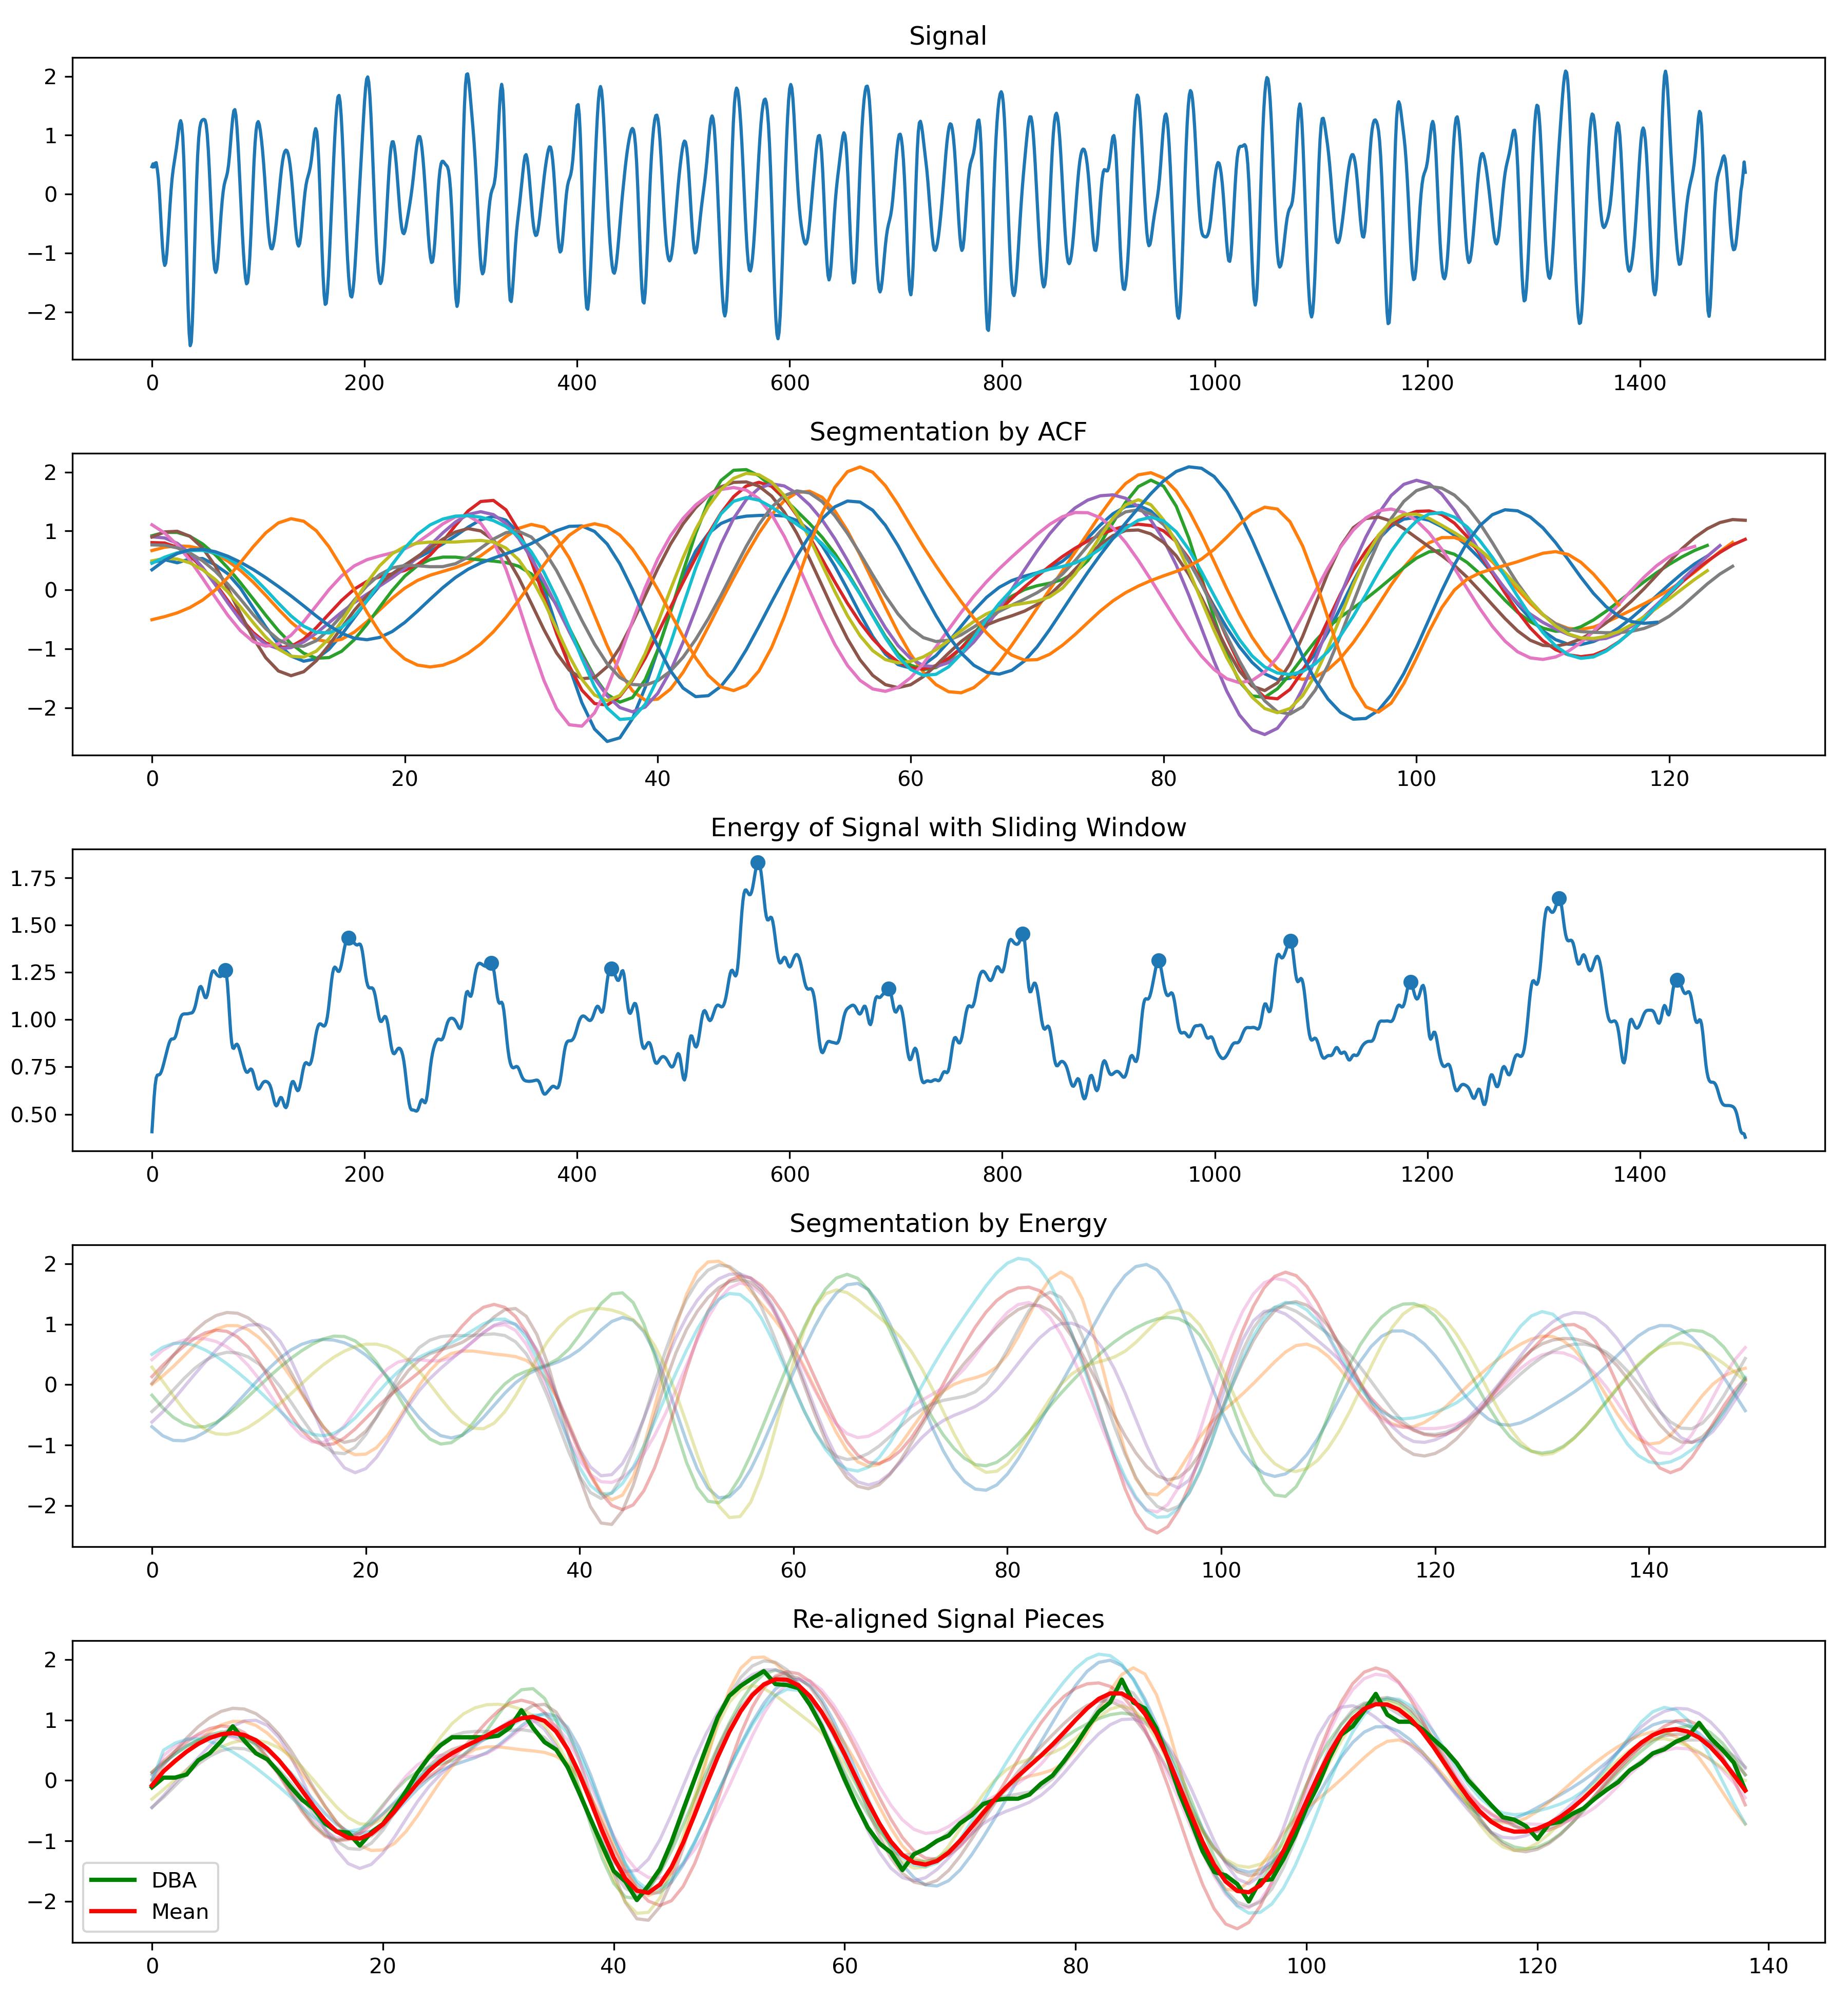 Signal
2
1
0
−1
−2
0 200 400 600 800 1000 1200 1400
Segmentation by ACF
2
1
0
−1
−2
0 20 40 60 80 100 120
Energy of Signal with Sliding Window
1.75
1.50
1.25
1.00
0.75
0.50
0 200 400 600 800 1000 1200 1400
Segmentation by Energy
2
1
0
−1
−2
0 20 40 60 80 100 120 140
Re-aligned Signal Pieces
2
1
0
−1
−2
DBA
Mean
0 20 40 60 80 100 120 140